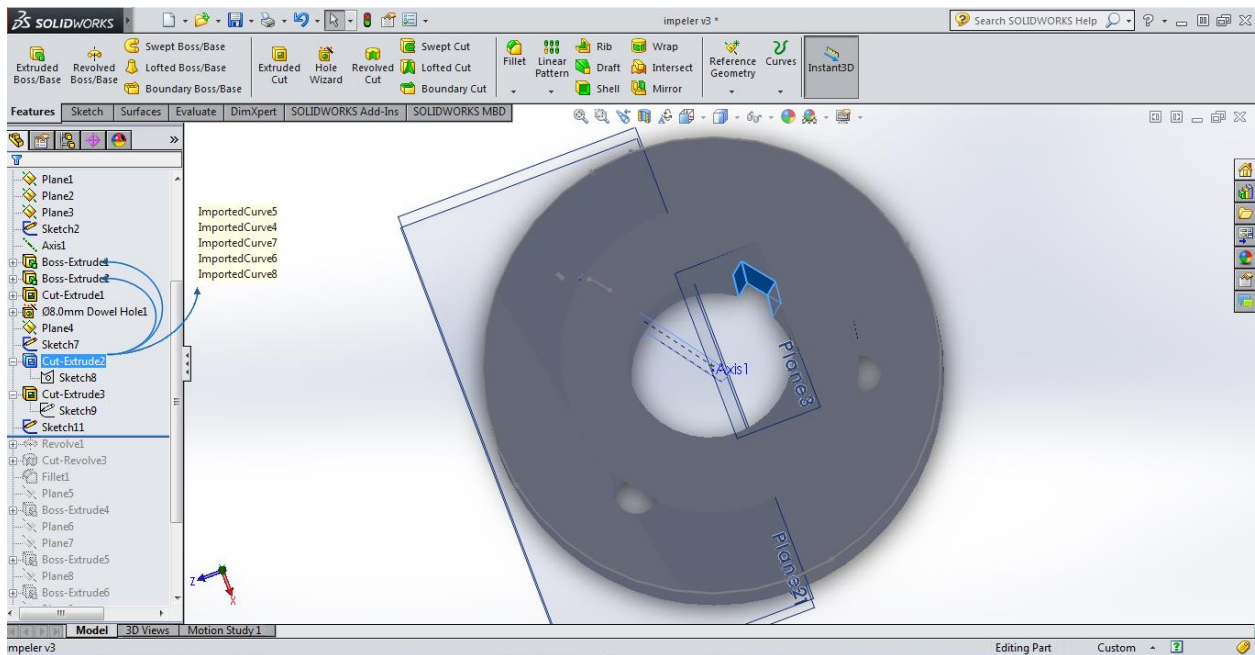 SOLIDWORKS
impeler v3 *
Search SOLIDWORKS Help
Extruded Boss/Base
Revolved Boss/Base
Swept Boss/Base
Lofted Boss/Base
Boundary Boss/Base
Extruded Cut
Hole Wizard
Revolved Cut
Swept Cut
Lofted Cut
Boundary Cut
Fillet
Linear Pattern
Rib
Draft
Shell
Wrap
Intersect
Mirror
Reference Geometry
Curves
Instant3D
Features
Sketch
Surfaces
Evaluate
DimXpert
SOLIDWORKS Add-Ins
SOLIDWORKS MBD
Plane1
Plane2
Plane3
Sketch2
Axis1
Boss-Extrude1
Boss-Extrude2
Cut-Extrude1
Ø8.0mm Dowel Hole1
Plane4
Sketch7
Cut-Extrude2
Sketch8
Cut-Extrude3
Sketch9
Sketch11
Revolve1
Cut-Revolve3
Fillet1
Plane5
Boss-Extrude4
Plane6
Plane7
Boss-Extrude5
Plane8
Boss-Extrude6
ImportedCurve5
ImportedCurve4
ImportedCurve7
ImportedCurve6
ImportedCurve8
Axis1
Plane3
Plane21
Z
X
Model
3D Views
Motion Study 1
mpeler v3
Editing Part
Custom